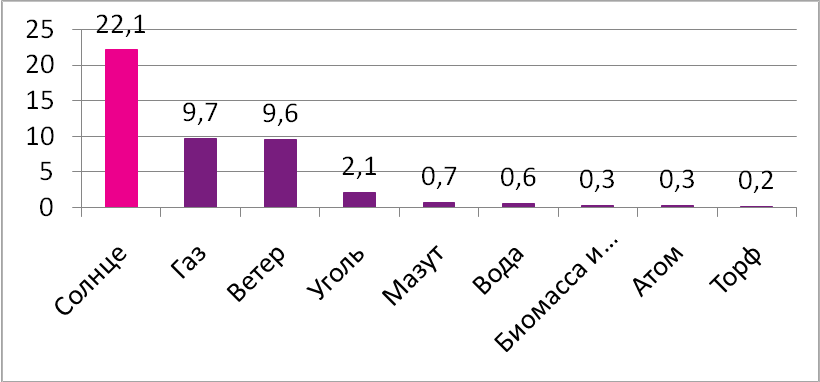 25
20
15
10
5
0
22,1
9,7
9,6
2,1
0,7
0,6
0,3
0,3
0,2
Солнце
Газ
Ветер
Уголь
Мазут
Вода
Биомасса и...
Атом
Торф